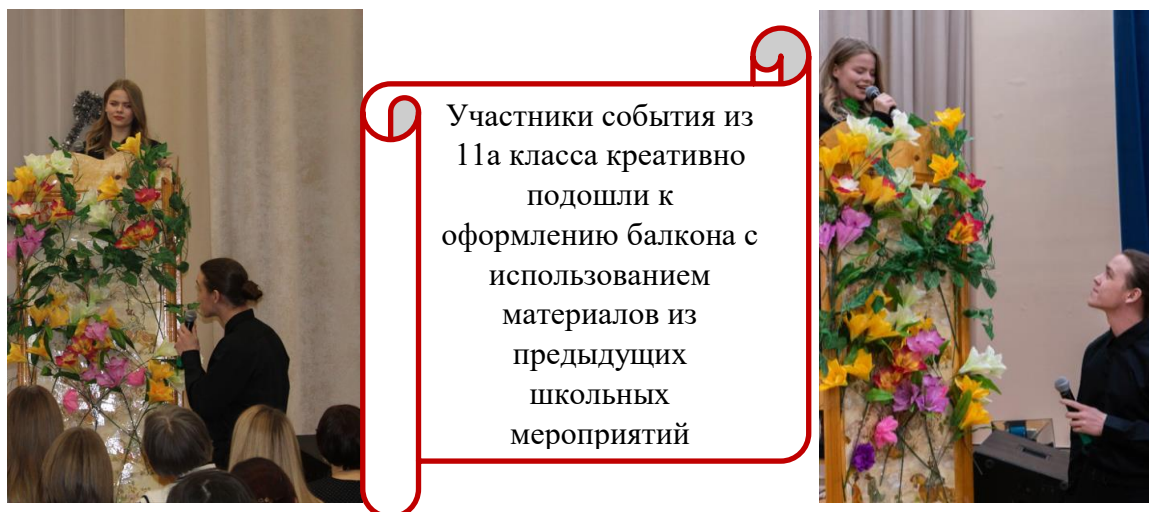 Участники события из
11а класса креативно
подошли к
оформлению балкона с
использованием
материалов из
предыдущих
школьных
мероприятий